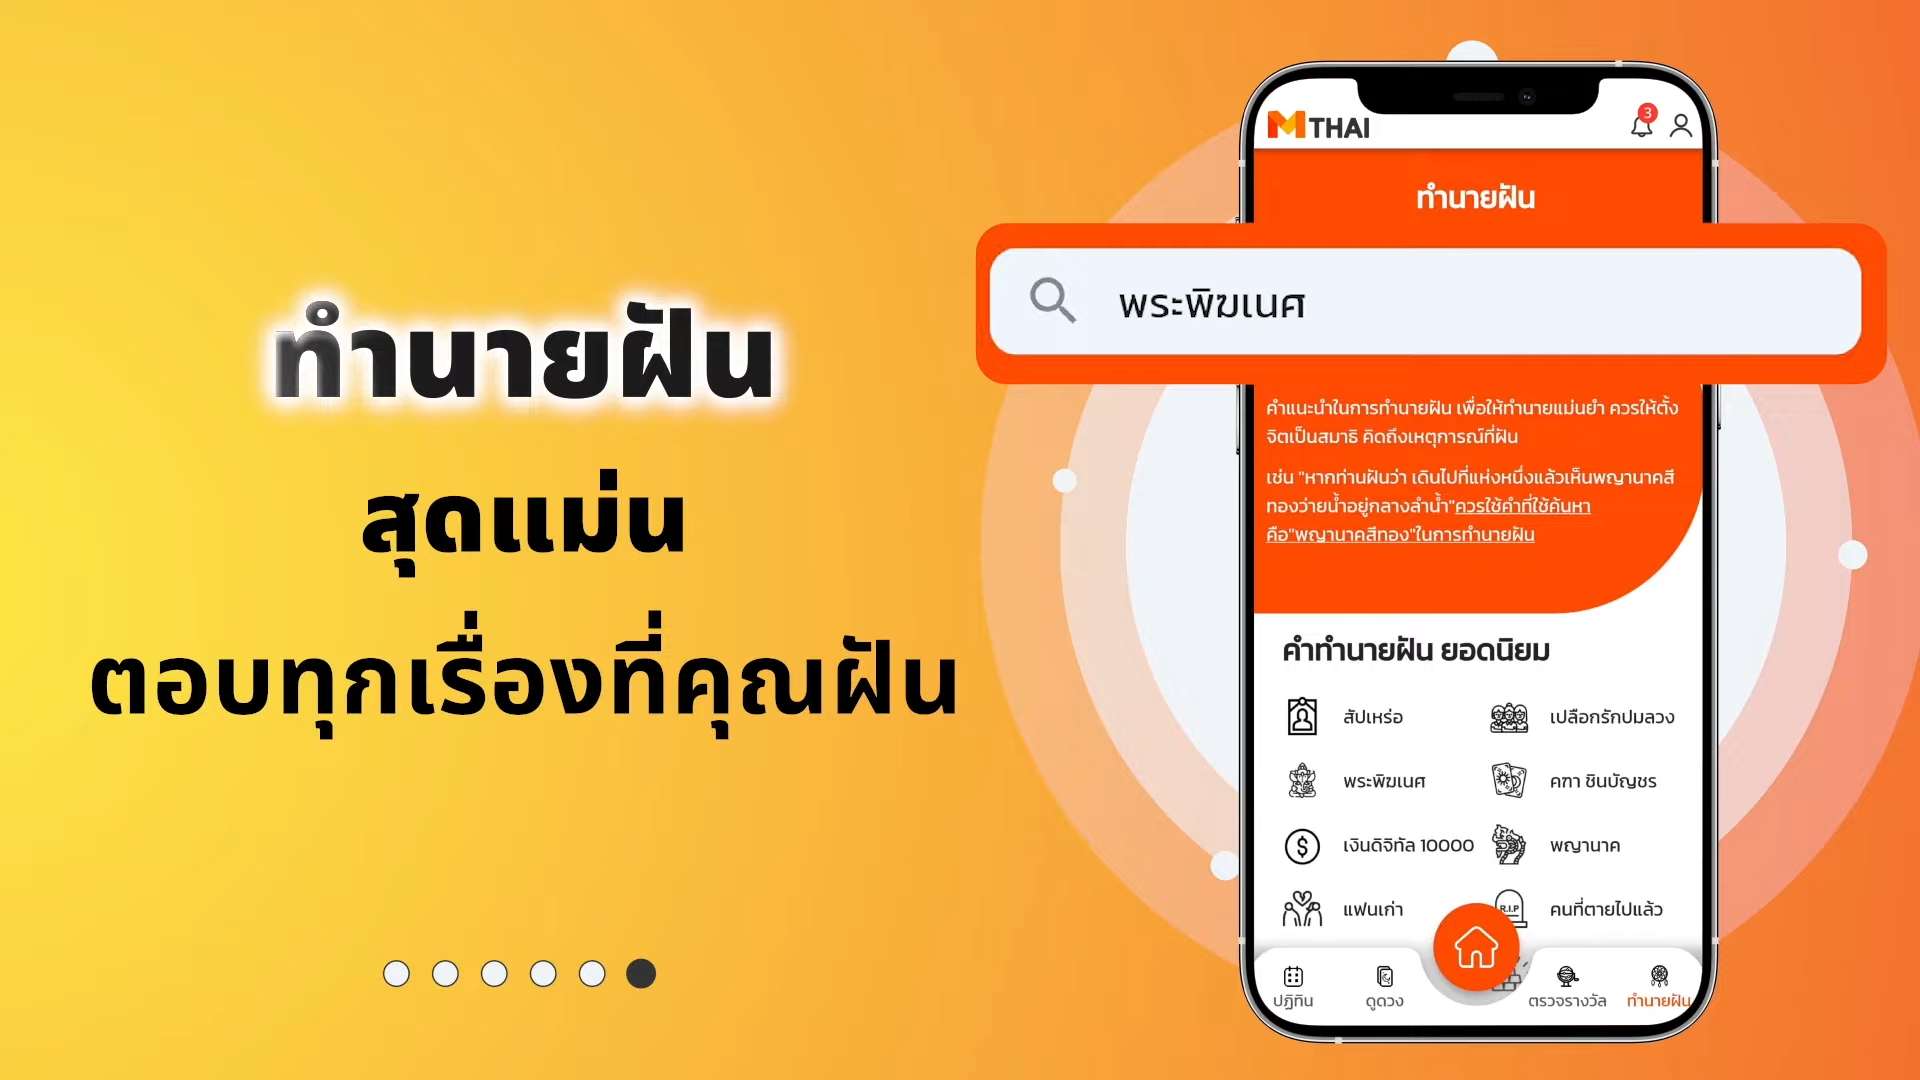 ทำนายฝัน
สุดแม่น
ตอบทุกเรื่องที่คุณฝัน
MTHAI
3
ทำนายฝัน
พระพิฆเนศ
คำแนะนำในการทำนายฝัน เพื่อให้ทำนายแม่นยำ ควรให้ตั้ง
จิตเป็นสมาธิ คิดถึงเหตุการณ์ที่ฝัน
เช่น "หากท่านฝันว่า เดินไปที่แห่งหนึ่งแล้วเห็นพญานาคสี
ทองว่ายน้ำอยู่กลางลำน้ำ"ควรใช้คำที่ใช้ค้นหา
คือ"พญานาคสีทอง"ในการทำนายฝัน
คำทำนายฝัน ยอดนิยม
สัปเหร่อ
เปลือกรักปมลวง
พระพิฆเนศ
คฑา ชินบัญชร
เงินดิจิทัล 10000
พญานาค
แฟนเก่า
R.I.P
คนที่ตายไปแล้ว
ปฏิทิน
ดูดวง
ตรวจรางวัล
ทำนายฝัน